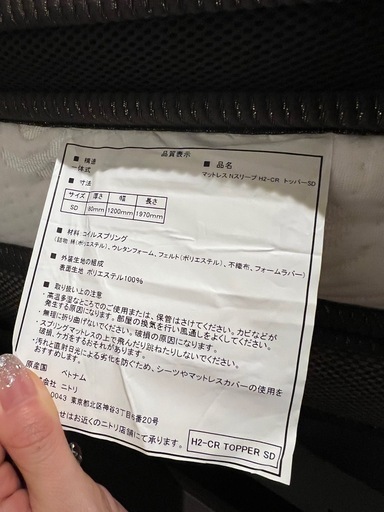 品質表示
■ 構造
一体式
■ 品名
マットレス Nスリープ H2-CR トッパーSD
■ 寸法
サイズ 厚さ 幅 長さ
SD 80mm 1200mm 1970mm
■ 材料 コイルスプリング
(詰物 綿(ポリエステル)、ウレタンフォーム、フェルト(ポリエステル)、不織布、フォームラバー)
■ 外装生地の組成
表面生地 ポリエステル100%
■ 取り扱い上の注意
・高温多湿なところでのご使用または、保管はさけてください。カビなどが
発生する原因になります。部屋の換気を行い風通しをよくしてください。
・無理に折り曲げないでください。破損の原因になります。
・スプリングマットレスの上で飛んだり跳ねたりしないでください。
破損、ケガをするおそれがあります。
・汚れと直射日光による劣化を防ぐため、シーツやマットレスカバーの使用を
おすすめします。
原産国 ベトナム
会社 ニトリ
-0043 東京都北区神谷3丁目6番20号
せはお近くのニトリ店舗にて承ります。
H2-CR TOPPER SD